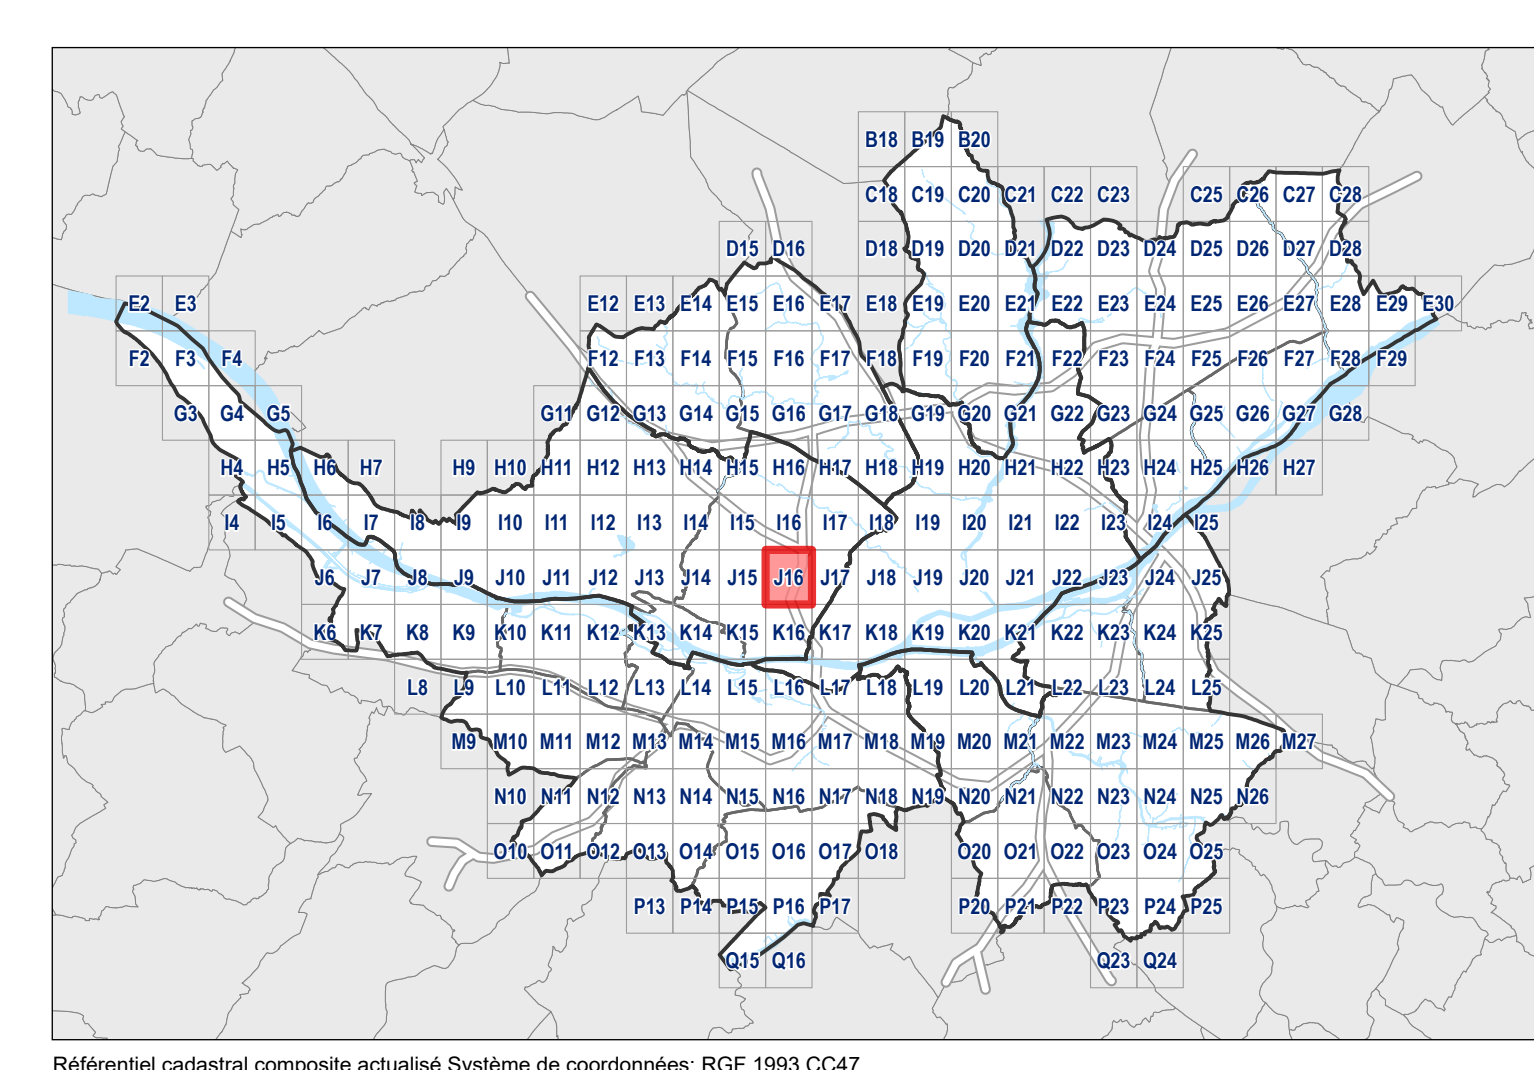 B18 B19 B20
C18 C19 C20 C21 C22 C23 C25 C26 C27 C28
D15 D16 D18 D19 D20 D21 D22 D23 D24 D25 D26 D27 D28
E2 E3 E12 E13 E14 E15 E16 E17 E18 E19 E20 E21 E22 E23 E24 E25 E26 E27 E28 E29 E30
F2 F3 F4 F12 F13 F14 F15 F16 F17 F18 F19 F20 F21 F22 F23 F24 F25 F26 F27 F28 F29
G3 G4 G5 G11 G12 G13 G14 G15 G16 G17 G18 G19 G20 G21 G22 G23 G24 G25 G26 G27 G28
H4 H5 H6 H7 H9 H10 H11 H12 H13 H14 H15 H16 H17 H18 H19 H20 H21 H22 H23 H24 H25 H26 H27
I4 I5 I6 I7 I8 I9 I10 I11 I12 I13 I14 I15 I16 I17 I18 I19 I20 I21 I22 I23 I24 I25
J6 J7 J8 J9 J10 J11 J12 J13 J14 J15 J16 J17 J18 J19 J20 J21 J22 J23 J24 J25
K6 K7 K8 K9 K10 K11 K12 K13 K14 K15 K16 K17 K18 K19 K20 K21 K22 K23 K24 K25
L8 L9 L10 L11 L12 L13 L14 L15 L16 L17 L18 L19 L20 L21 L22 L23 L24 L25
M9 M10 M11 M12 M13 M14 M15 M16 M17 M18 M19 M20 M21 M22 M23 M24 M25 M26 M27
N10 N11 N12 N13 N14 N15 N16 N17 N18 N19 N20 N21 N22 N23 N24 N25 N26
O10 O11 O12 O13 O14 O15 O16 O17 O18 O20 O21 O22 O23 O24 O25
P13 P14 P15 P16 P17 P20 P21 P22 P23 P24 P25
Q15 Q16 Q23 Q24
Référentiel cadastral composite actualisé Système de coordonnées: RGF 1993 CC47